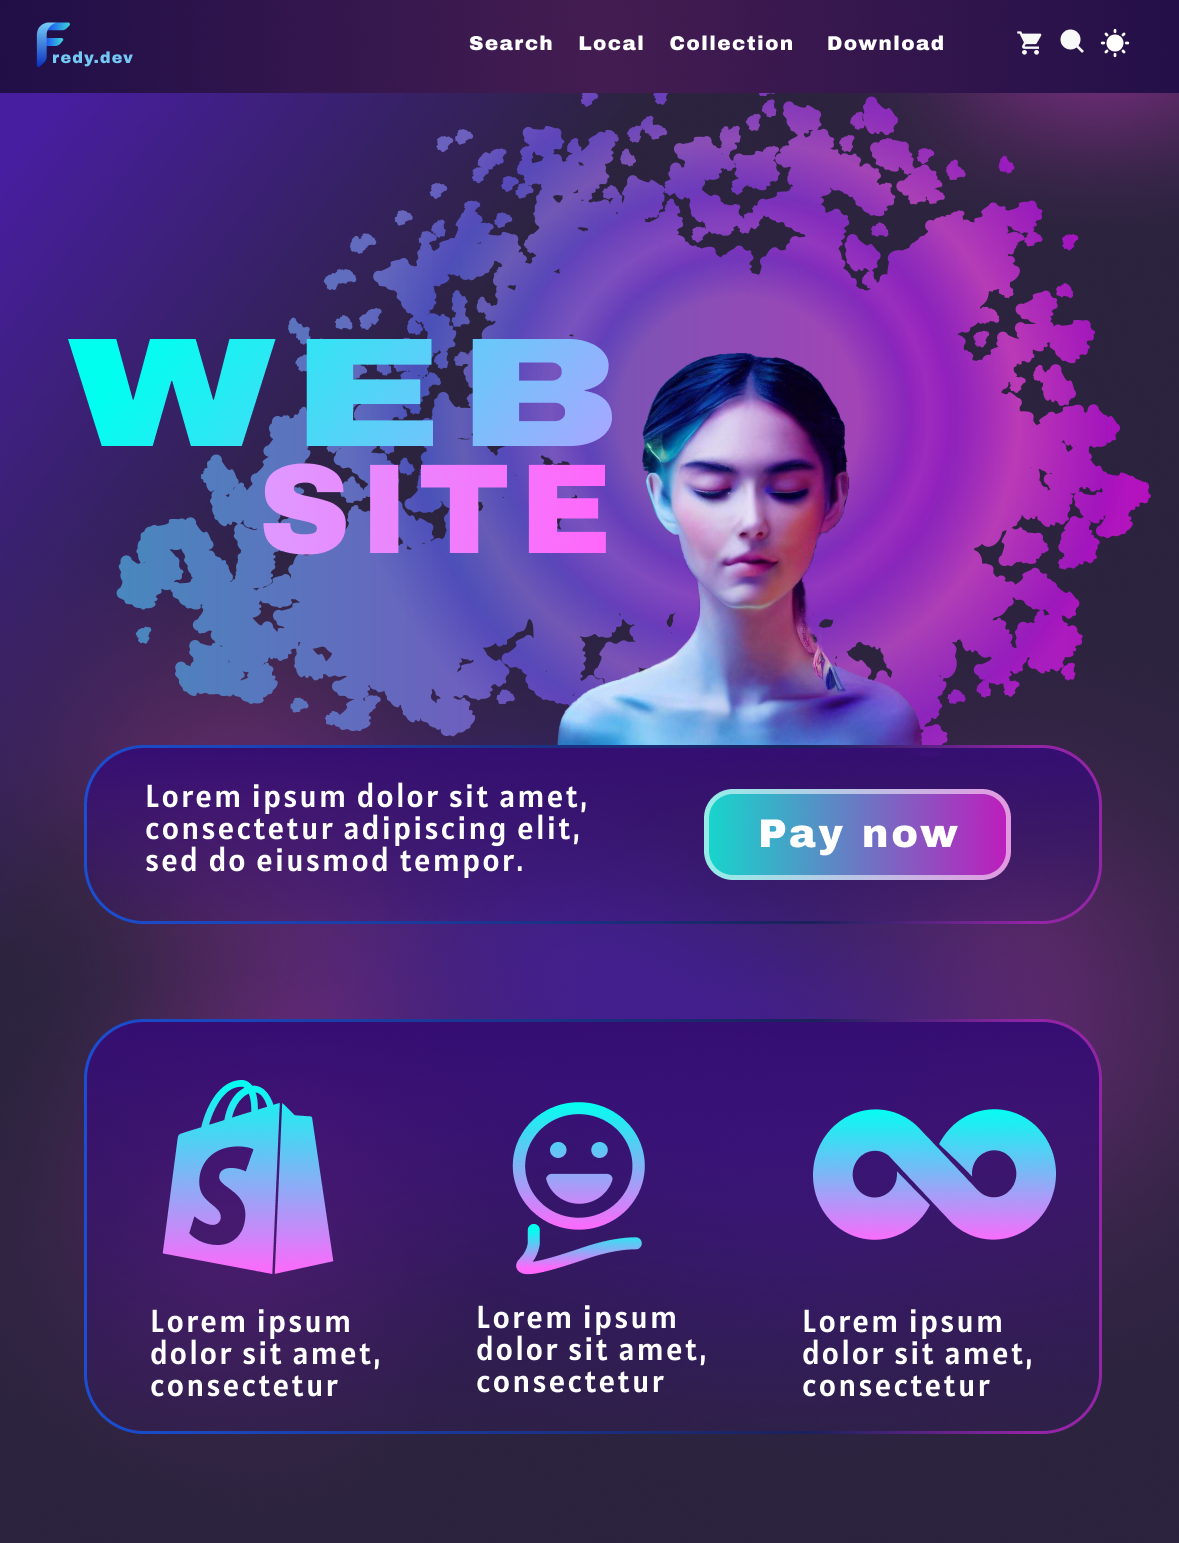 Fredy.dev
Search Local Collection Download
WEB
SITE
Lorem ipsum dolor sit amet,
consectetur adipiscing elit,
sed do eiusmod tempor.
Pay now
S
Lorem ipsum
dolor sit amet,
consectetur
Lorem ipsum
dolor sit amet,
consectetur
Lorem ipsum
dolor sit amet,
consectetur